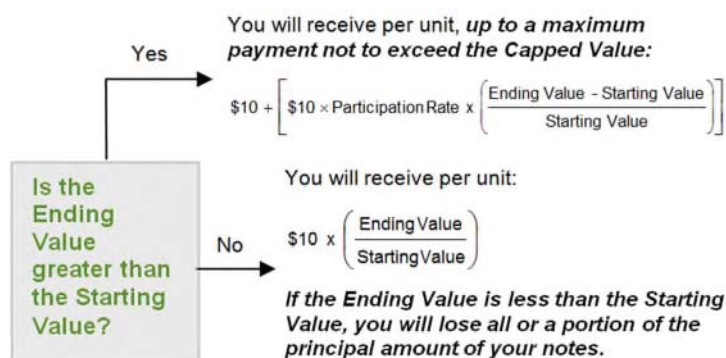 You will receive per unit, up to a maximum
payment not to exceed the Capped Value:
Yes
$10 + [ $10 × Participation Rate x ( Ending Value - Starting Value / Starting Value ) ]
Is the
Ending
Value
greater than
the Starting
Value?
No
You will receive per unit:
$10 x ( Ending Value / Starting Value )
If the Ending Value is less than the Starting
Value, you will lose all or a portion of the
principal amount of your notes.